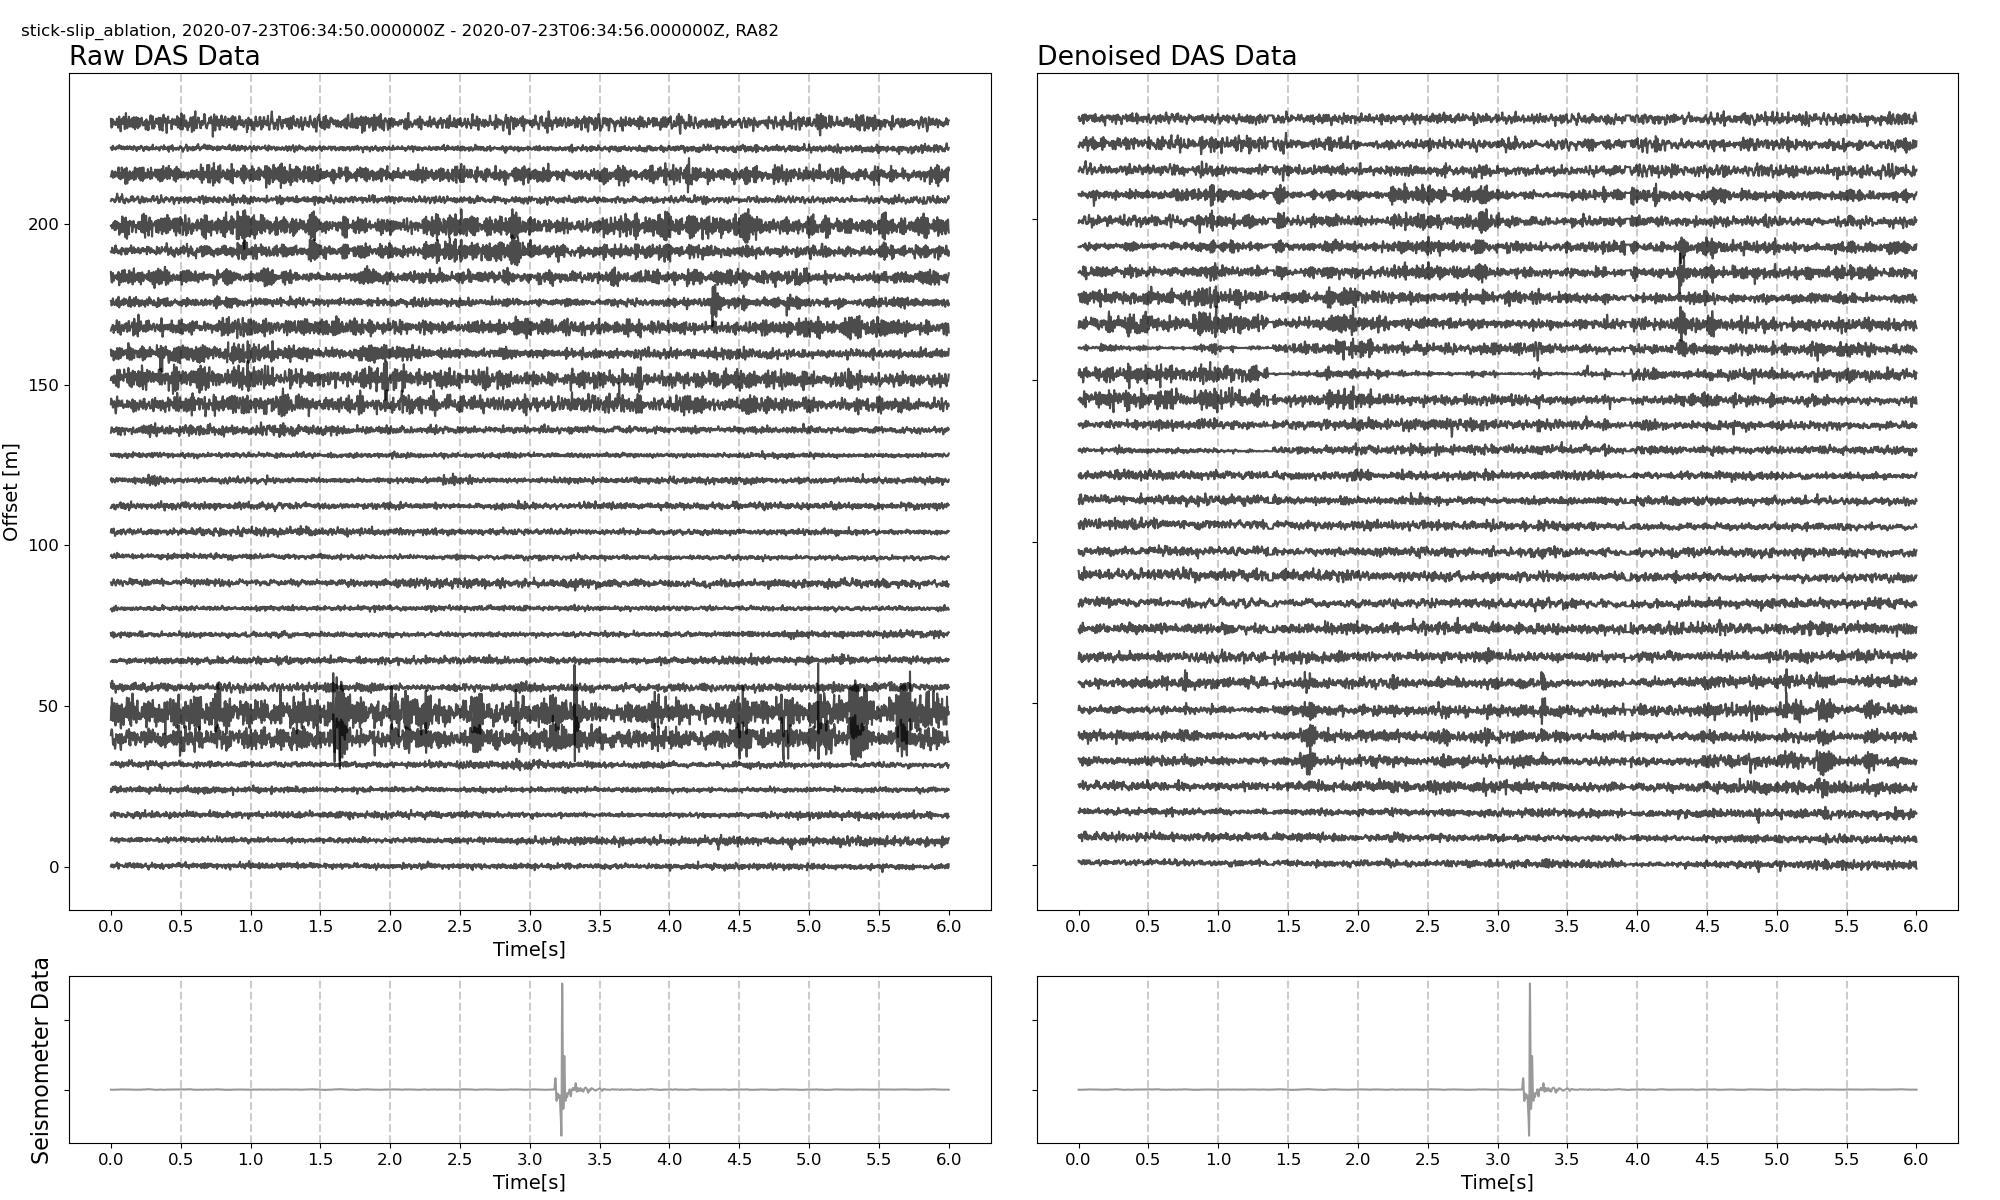 stick-slip_ablation, 2020-07-23T06:34:50.000000Z - 2020-07-23T06:34:56.000000Z, RA82
Raw DAS Data
Denoised DAS Data
Offset [m]
200
150
100
50
0
0.0 0.5 1.0 1.5 2.0 2.5 3.0 3.5 4.0 4.5 5.0 5.5 6.0
Time[s]
0.0 0.5 1.0 1.5 2.0 2.5 3.0 3.5 4.0 4.5 5.0 5.5 6.0
Seismometer Data
0.0 0.5 1.0 1.5 2.0 2.5 3.0 3.5 4.0 4.5 5.0 5.5 6.0
Time[s]
0.0 0.5 1.0 1.5 2.0 2.5 3.0 3.5 4.0 4.5 5.0 5.5 6.0
Time[s]